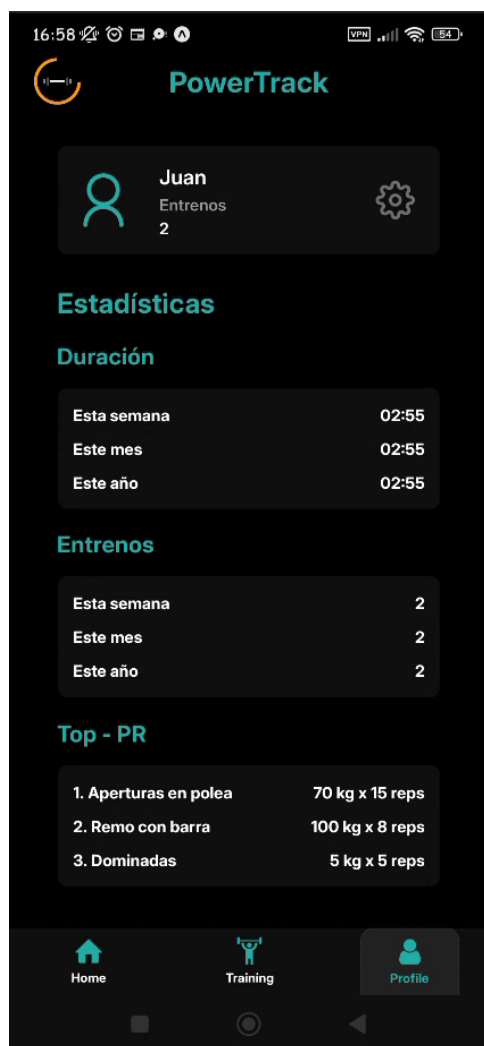 16:58
VPN 54
PowerTrack
Juan
Entrenos
2
Estadísticas
Duración
Esta semana 02:55
Este mes 02:55
Este año 02:55
Entrenos
Esta semana 2
Este mes 2
Este año 2
Top - PR
1. Aperturas en polea 70 kg x 15 reps
2. Remo con barra 100 kg x 8 reps
3. Dominadas 5 kg x 5 reps
Home Training Profile